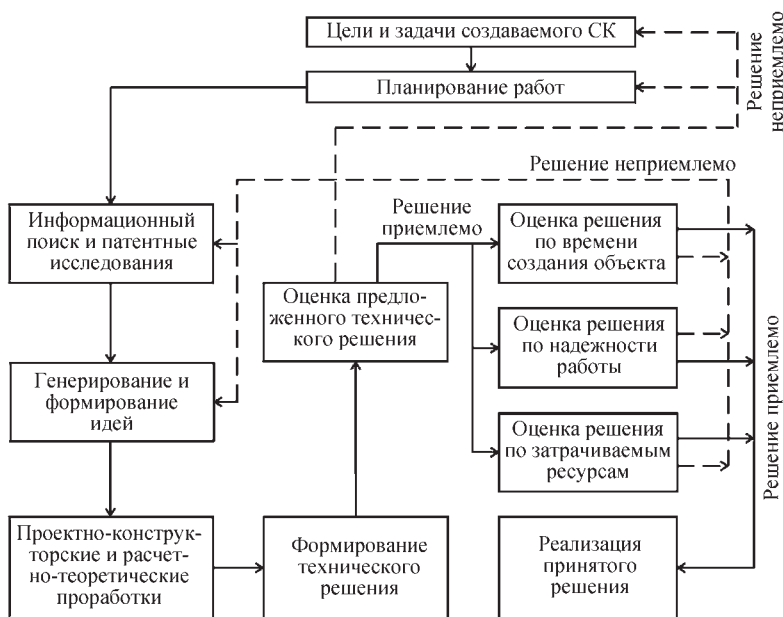 Цели и задачи создаваемого СК
Планирование работ
Решение
неприемлемо
Решение неприемлемо
Информационный
поиск и патентные
исследования
Решение
приемлемо
Оценка решения
по времени
создания объекта
Оценка предло-
женного техничес-
кого решения
Оценка решения
по надежности
работы
Генерирование и
формирование
идей
Оценка решения
по затрачиваемым
ресурсам
Решение приемлемо
Проектно-конструк-
торские и расчет-
но-теоретические
проработки
Формирование
технического
решения
Реализация
принятого
решения